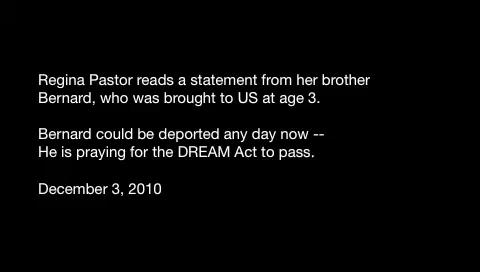 Regina Pastor reads a statement from her brother
Bernard, who was brought to US at age 3.
Bernard could be deported any day now --
He is praying for the DREAM Act to pass.
December 3, 2010